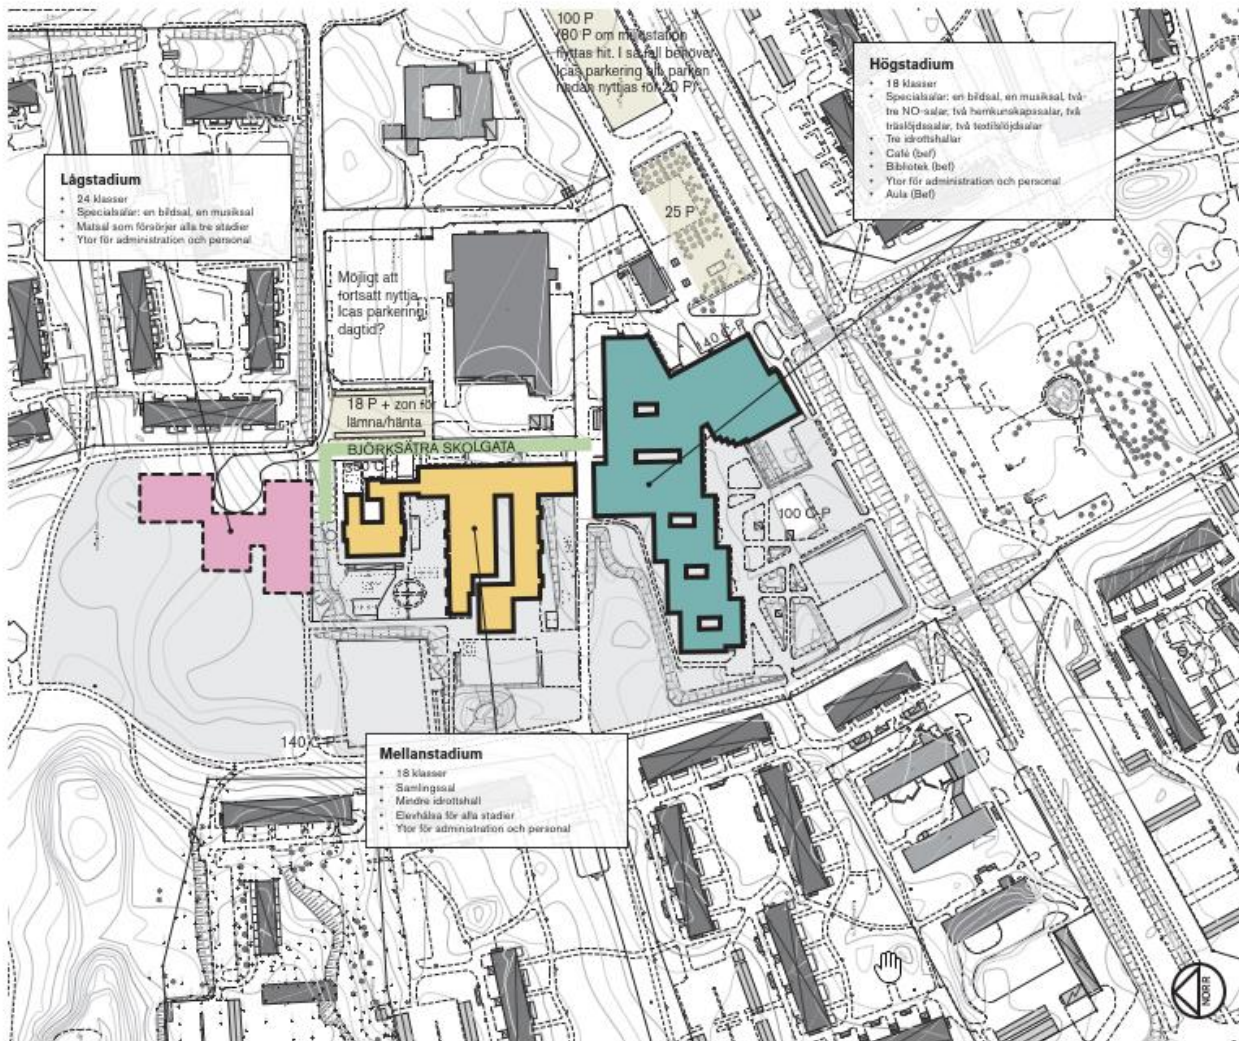 100 P
(80 P om miljöstation
flyttas hit. I så fall behöver
Icas parkering
nyttjas för 20 P)
Högstadium
• 18 klasser
• Specialsalar: en bildsal, en musiksal, två-
tre NO-salar, två hemkunskapssalar, två
träslöjdssalar, två textilslöjdsalar
• Tre idrottshallar
• Café (bef)
• Bibliotek (bef)
• Ytor för administration och personal
• Aula (Bef)
Lågstadium
• 24 klasser
• Specialsalar: en bildsal, en musiksal
• Matsal som försörjer alla tre stadier
• Ytor för administration och personal
25 P
Möjligt att
fortsatt nyttja
Icas parkering
dagtid?
140 C-P
18 P + zon för
lämna/hänta
BJÖRKSÄTRA SKOLGATA
100 C-P
140 C-P
Mellanstadium
• 18 klasser
• Samlingssal
• Mindre idrottshall
• Elevhälsa för alla stadier
• Ytor för administration och personal
NORR